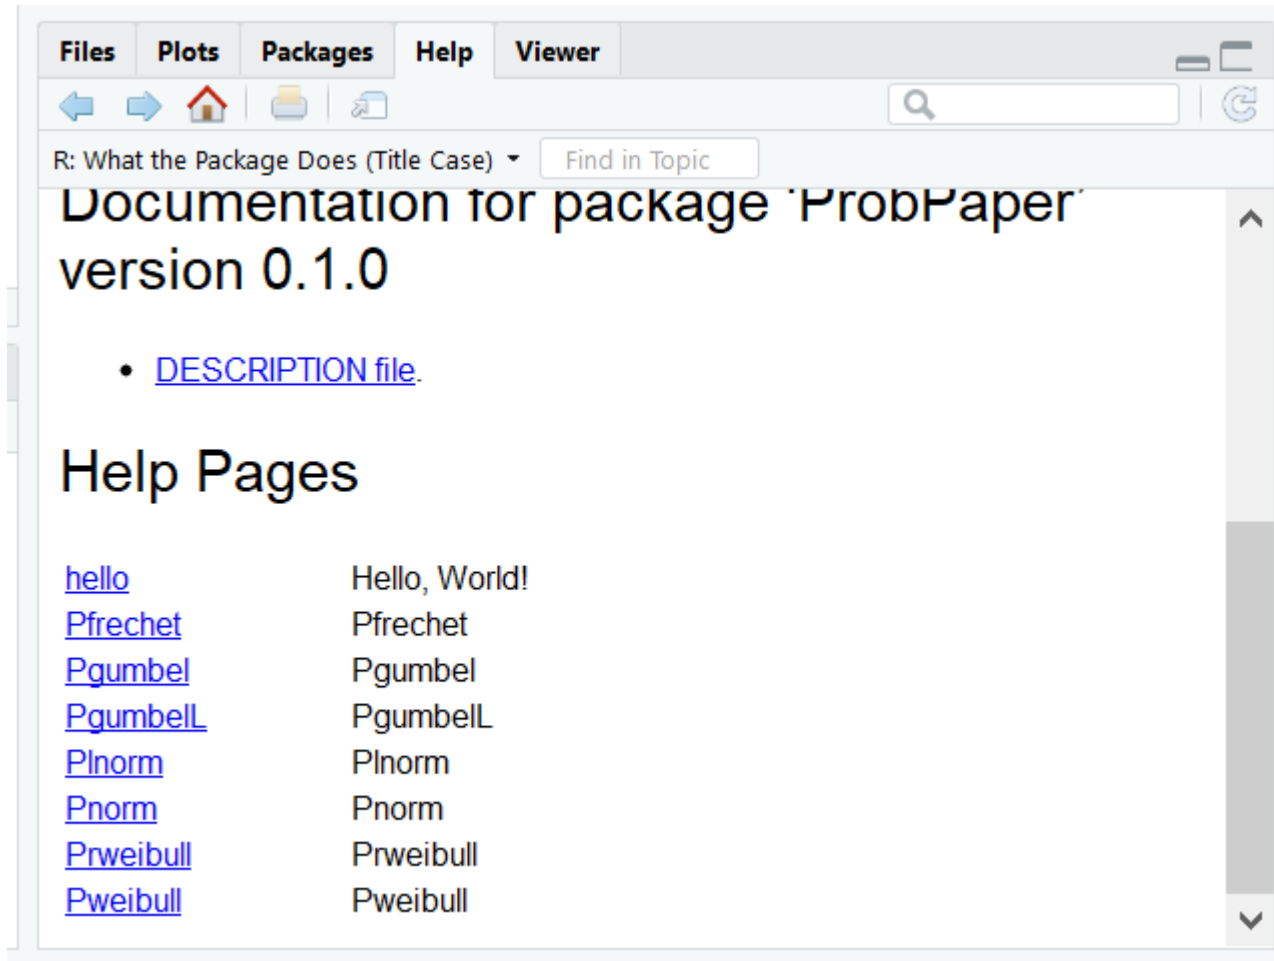 Files Plots Packages Help Viewer
R: What the Package Does (Title Case) Find in Topic
Documentation for package ‘ProbPaper’
version 0.1.0
• DESCRIPTION file.
Help Pages
hello Hello, World!
Pfrechet Pfrechet
Pgumbel Pgumbel
PgumbelL PgumbelL
Plnorm Plnorm
Pnorm Pnorm
Prweibull Prweibull
Pweibull Pweibull